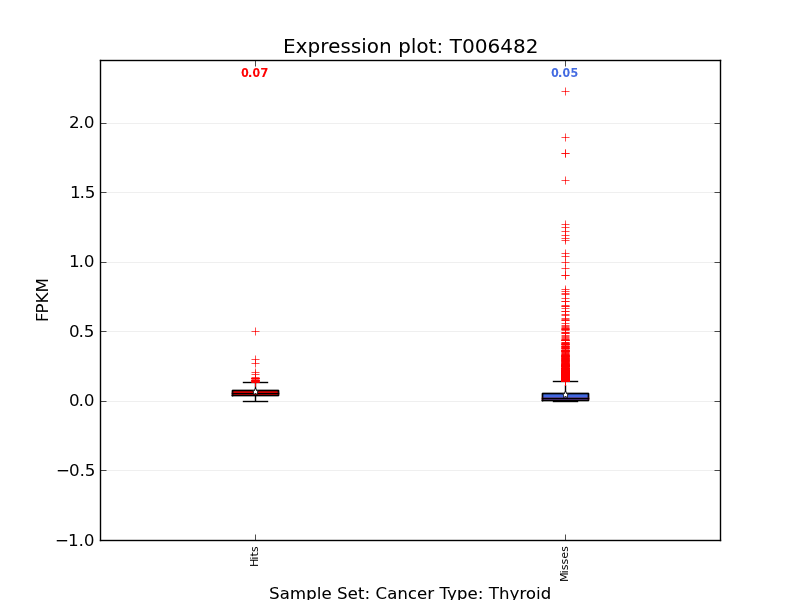 Expression plot: T006482
0.07
0.05
2.0
1.5
1.0
0.5
0.0
−0.5
−1.0
FPKM
Hits
Misses
Sample Set: Cancer Type: Thyroid